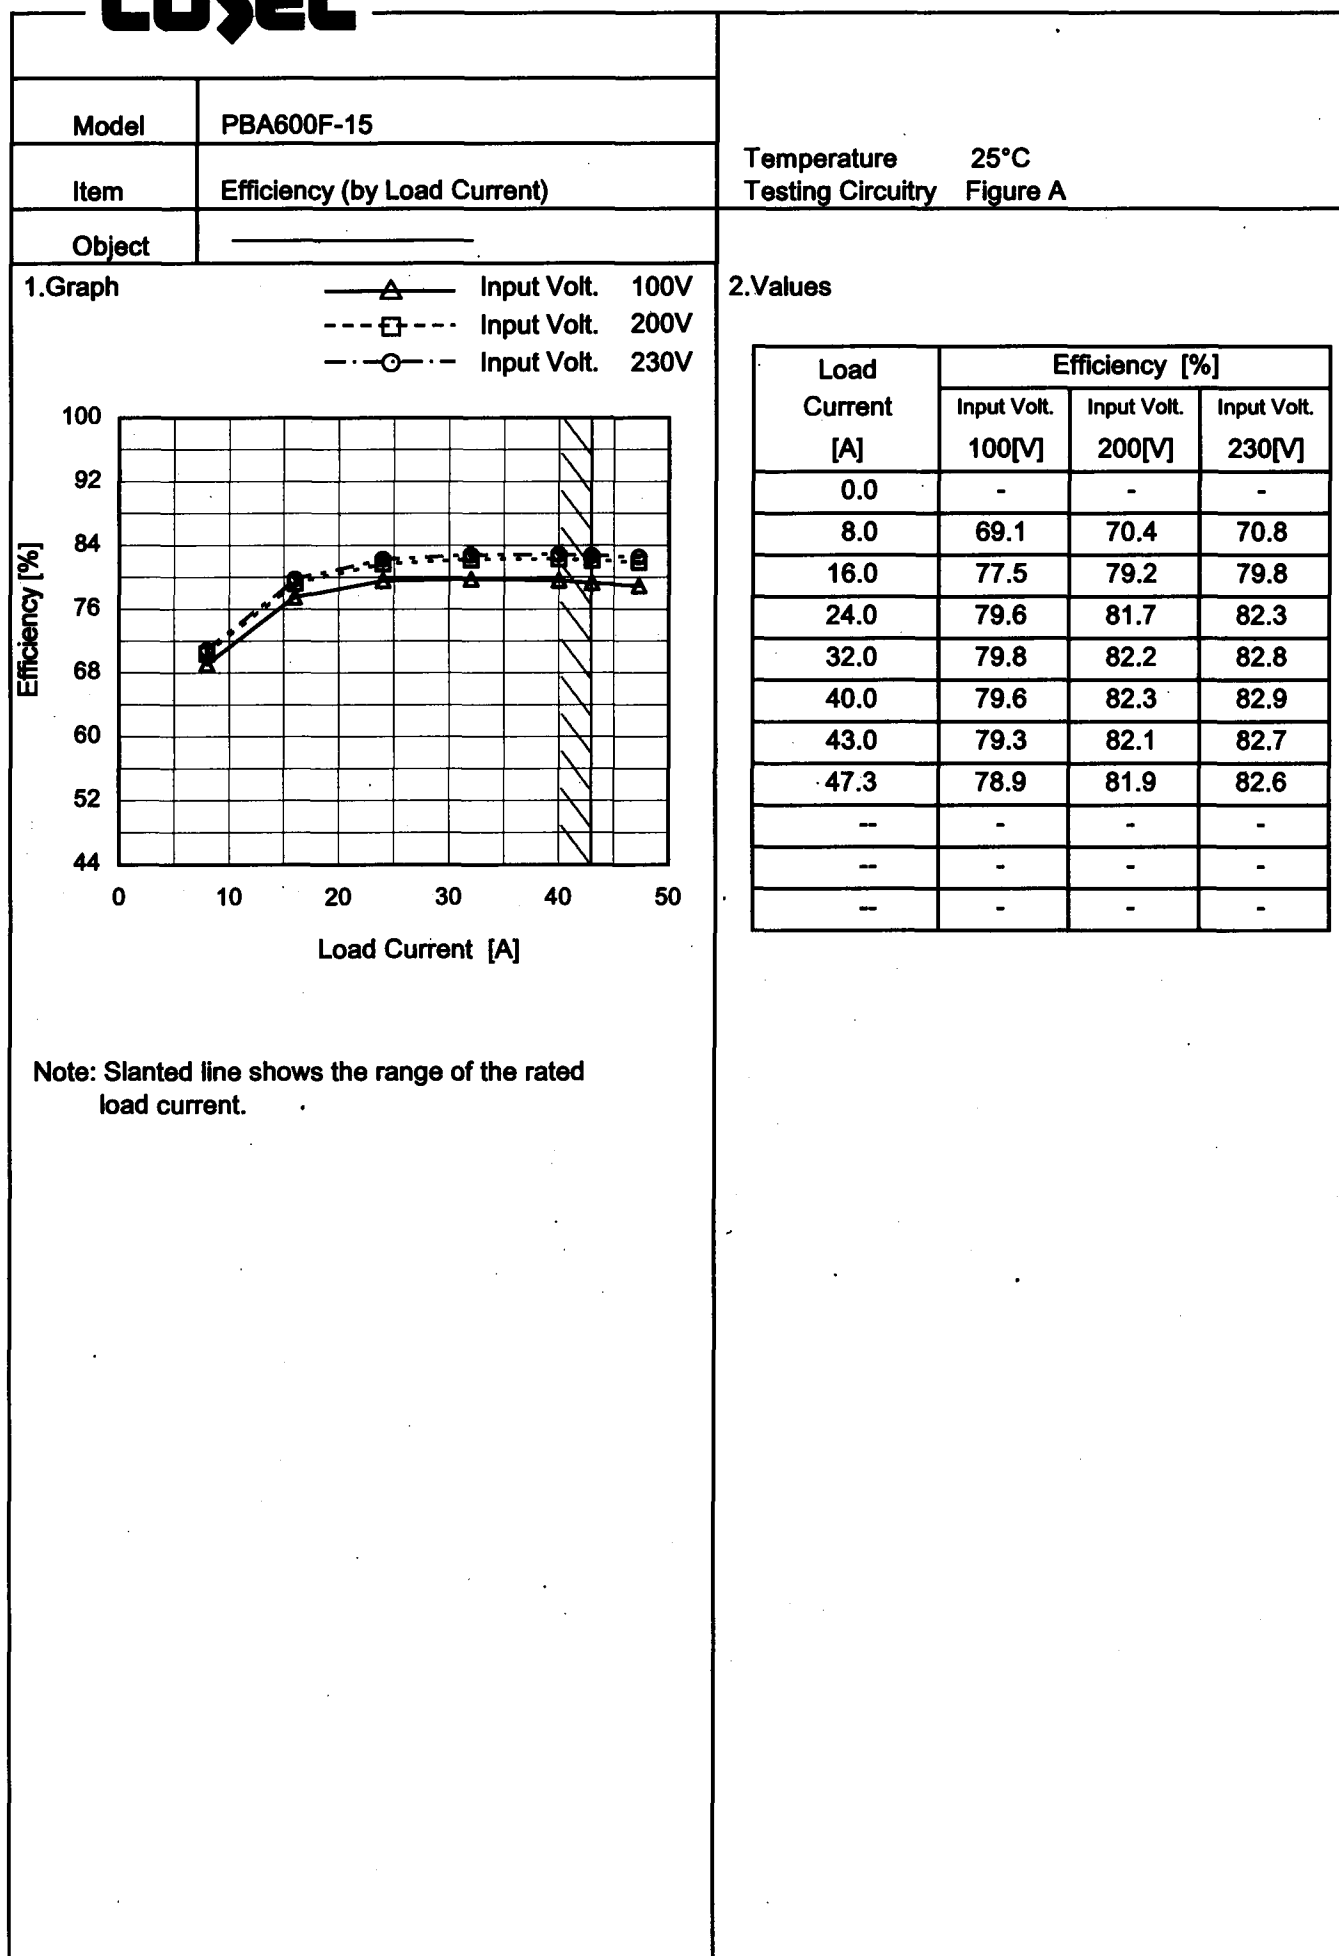 COSEL
Model PBA600F-15
Item Efficiency (by Load Current)
Object
Temperature 25°C
Testing Circuitry Figure A
1.Graph
Input Volt. 100V
Input Volt. 200V
Input Volt. 230V
Efficiency [%]
100
92
84
76
68
60
52
44
0 10 20 30 40 50
Load Current [A]
Note: Slanted line shows the range of the rated
load current.
2.Values
Load Efficiency [%]
Current Input Volt. Input Volt. Input Volt.
[A] 100[V] 200[V] 230[V]
0.0 - - -
8.0 69.1 70.4 70.8
16.0 77.5 79.2 79.8
24.0 79.6 81.7 82.3
32.0 79.8 82.2 82.8
40.0 79.6 82.3 82.9
43.0 79.3 82.1 82.7
47.3 78.9 81.9 82.6
-- - - -
-- - - -
-- - - -